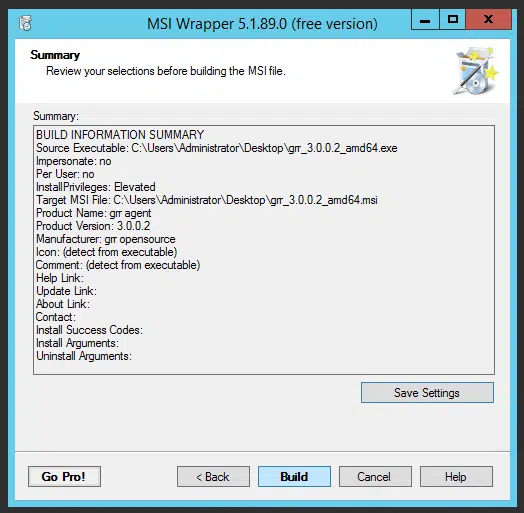 MSI Wrapper 5.1.89.0 (free version)
Summary
Review your selections before building the MSI file.
Summary:
BUILD INFORMATION SUMMARY
Source Executable: C:\Users\Administrator\Desktop\grr_3.0.0.2_amd64.exe
Impersonate: no
Per User: no
InstallPrivileges: Elevated
Target MSI File: C:\Users\Administrator\Desktop\grr_3.0.0.2_amd64.msi
Product Name: grr agent
Product Version: 3.0.0.2
Manufacturer: grr opensource
Icon: (detect from executable)
Comment: (detect from executable)
Help Link:
Update Link:
About Link:
Contact:
Install Success Codes:
Install Arguments:
Uninstall Arguments:
Save Settings
Go Pro! < Back Build Cancel Help